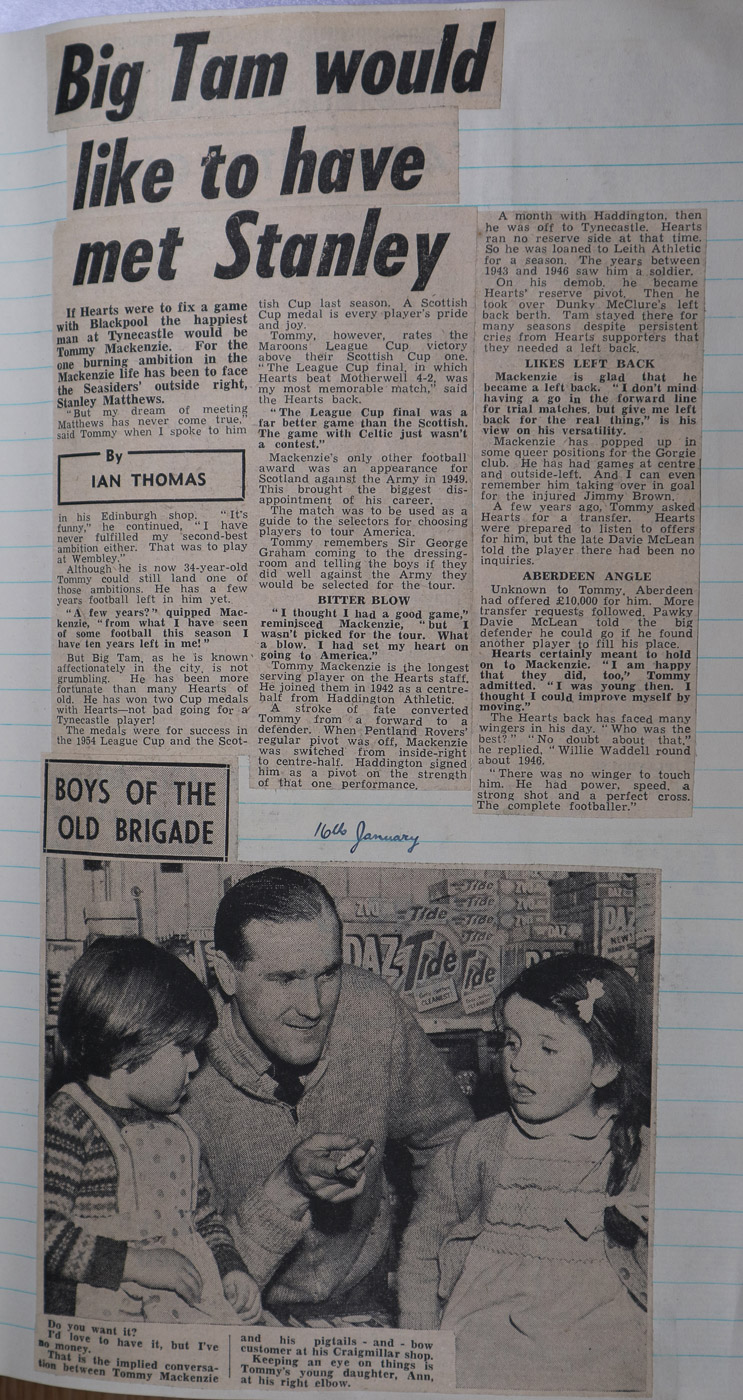 Big Tam would
like to have
met Stanley
If Hearts were to fix a game
with Blackpool the happiest
man at Tynecastle would be
Tommy Mackenzie. For the
one burning ambition in the
Mackenzie life has been to face
the Seasiders' outside right,
Stanley Matthews.
"But my dream of meeting
Matthews has never come true,"
said Tommy when I spoke to him
By
IAN THOMAS
in his Edinburgh shop. "It's
funny," he continued, "I have
never fulfilled my second-best
ambition either. That was to play
at Wembley."
Although he is now 34-year-old
Tommy could still land one of
those ambitions. He has a few
years football left in him yet.
"A few years?" quipped Mac-
kenzie, "from what I have seen
of some football this season I
have ten years left in me!"
But Big Tam, as he is known
affectionately in the city, is not
grumbling. He has been more
fortunate than many Hearts of
old. He has won two Cup medals
with Hearts—not bad going for a
Tynecastle player!
The medals were for success in
the 1954 League Cup and the Scot-
tish Cup last season. A Scottish
Cup medal is every player's pride
and joy.
Tommy, however, rates the
Maroons League Cup victory
above their Scottish Cup one.
"The League Cup final, in which
Hearts beat Motherwell 4-2, was
my most memorable match," said
the Hearts back.
"The League Cup final was a
far better game than the Scottish.
The game with Celtic just wasn't
a contest."
Mackenzie's only other football
award was an appearance for
Scotland against the Army in 1949.
This brought the biggest dis-
appointment of his career.
The match was to be used as a
guide to the selectors for choosing
players to tour America.
Tommy remembers Sir George
Graham coming to the dressing-
room and telling the boys if they
did well against the Army they
would be selected for the tour.
BITTER BLOW
"I thought I had a good game,"
reminisced Mackenzie, "but I
wasn't picked for the tour. What
a blow. I had set my heart on
going to America."
Tommy Mackenzie is the longest
serving player on the Hearts staff.
He joined them in 1942 as a centre-
half from Haddington Athletic.
A stroke of fate converted
Tommy from a forward to a
defender. When Pentland Rovers'
regular pivot was off, Mackenzie
was switched from inside-right
to centre-half. Haddington signed
him as a pivot on the strength
of that one performance.
A month with Haddington, then
he was off to Tynecastle. Hearts
ran no reserve side at that time.
So he was loaned to Leith Athletic
for a season. The years between
1943 and 1946 saw him a soldier.
On his demob. he became
Hearts' reserve pivot. Then he
took over Dunky McClure's left
back berth. Tam stayed there for
many seasons despite persistent
cries from Hearts supporters that
they needed a left back.
LIKES LEFT BACK
Mackenzie is glad that he
became a left back. "I don't mind
having a go in the forward line
for trial matches, but give me left
back for the real thing," is his
view on his versatility.
Mackenzie has popped up in
some queer positions for the Gorgie
club. He has had games at centre
and outside-left. And I can even
remember him taking over in goal
for the injured Jimmy Brown.
A few years ago, Tommy asked
Hearts for a transfer. Hearts
were prepared to listen to offers
for him, but the late Davie McLean
told the player there had been no
inquiries.
ABERDEEN ANGLE
Unknown to Tommy, Aberdeen
had offered £10,000 for him. More
transfer requests followed. Pawky
Davie McLean told the big
defender he could go if he found
another player to fill his place.
Hearts certainly meant to hold
on to Mackenzie. "I am happy
that they did, too," Tommy
admitted. "I was young then. I
thought I could improve myself by
moving."
The Hearts back has faced many
wingers in his day. "Who was the
best?" "No doubt about that,"
he replied, "Willie Waddell round
about 1946.
"There was no winger to touch
him. He had power, speed, a
strong shot and a perfect cross.
The complete footballer."
BOYS OF THE
OLD BRIGADE
16th January
Tide
DAZ
Tide
Tide
DAZ
DAZ
NEW!
CLEANEST!
Do you want it?
I'd love to have it, but I've
no money.
That is the implied conversa-
tion between Tommy Mackenzie
and his pigtails - and - bow
customer at his Craigmillar shop.
Keeping an eye on things is
Tommy's young daughter, Ann,
at his right elbow.